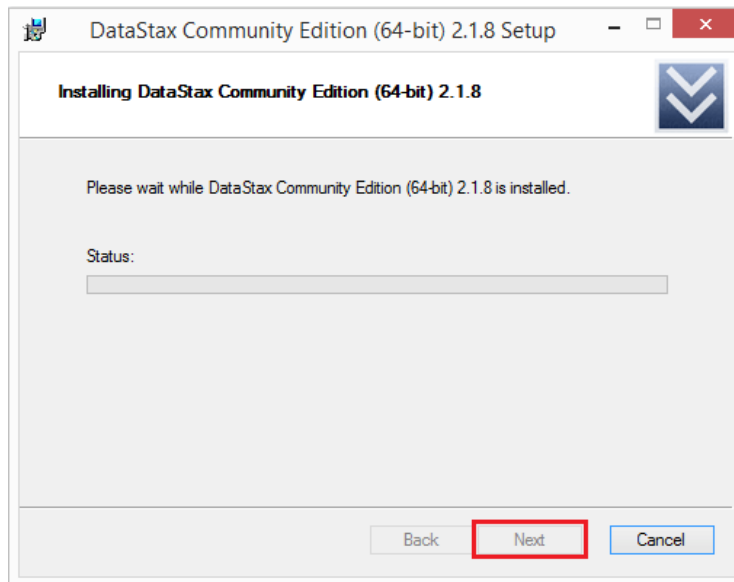 DataStax Community Edition (64-bit) 2.1.8 Setup
Installing DataStax Community Edition (64-bit) 2.1.8
Please wait while DataStax Community Edition (64-bit) 2.1.8 is installed.
Status:
Back Next Cancel